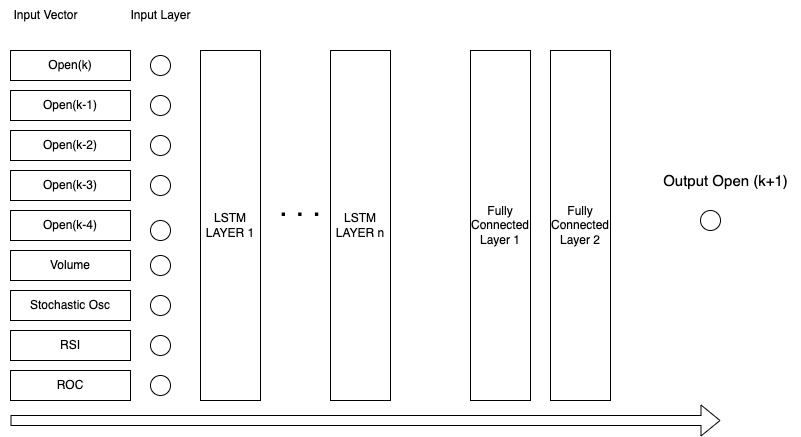 Input Vector
Input Layer
Open(k)
Open(k-1)
Open(k-2)
Open(k-3)
Open(k-4)
Volume
Stochastic Osc
RSI
ROC
LSTM
LAYER 1
. . .
LSTM
LAYER n
Fully
Connected
Layer 1
Fully
Connected
Layer 2
Output Open (k+1)